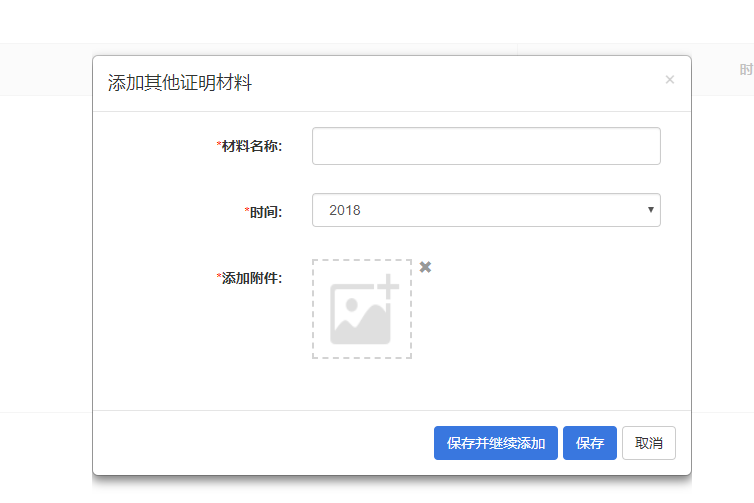 时
添加其他证明材料 ×
*材料名称:
*时间: 2018
*添加附件:
保存并继续添加 保存 取消